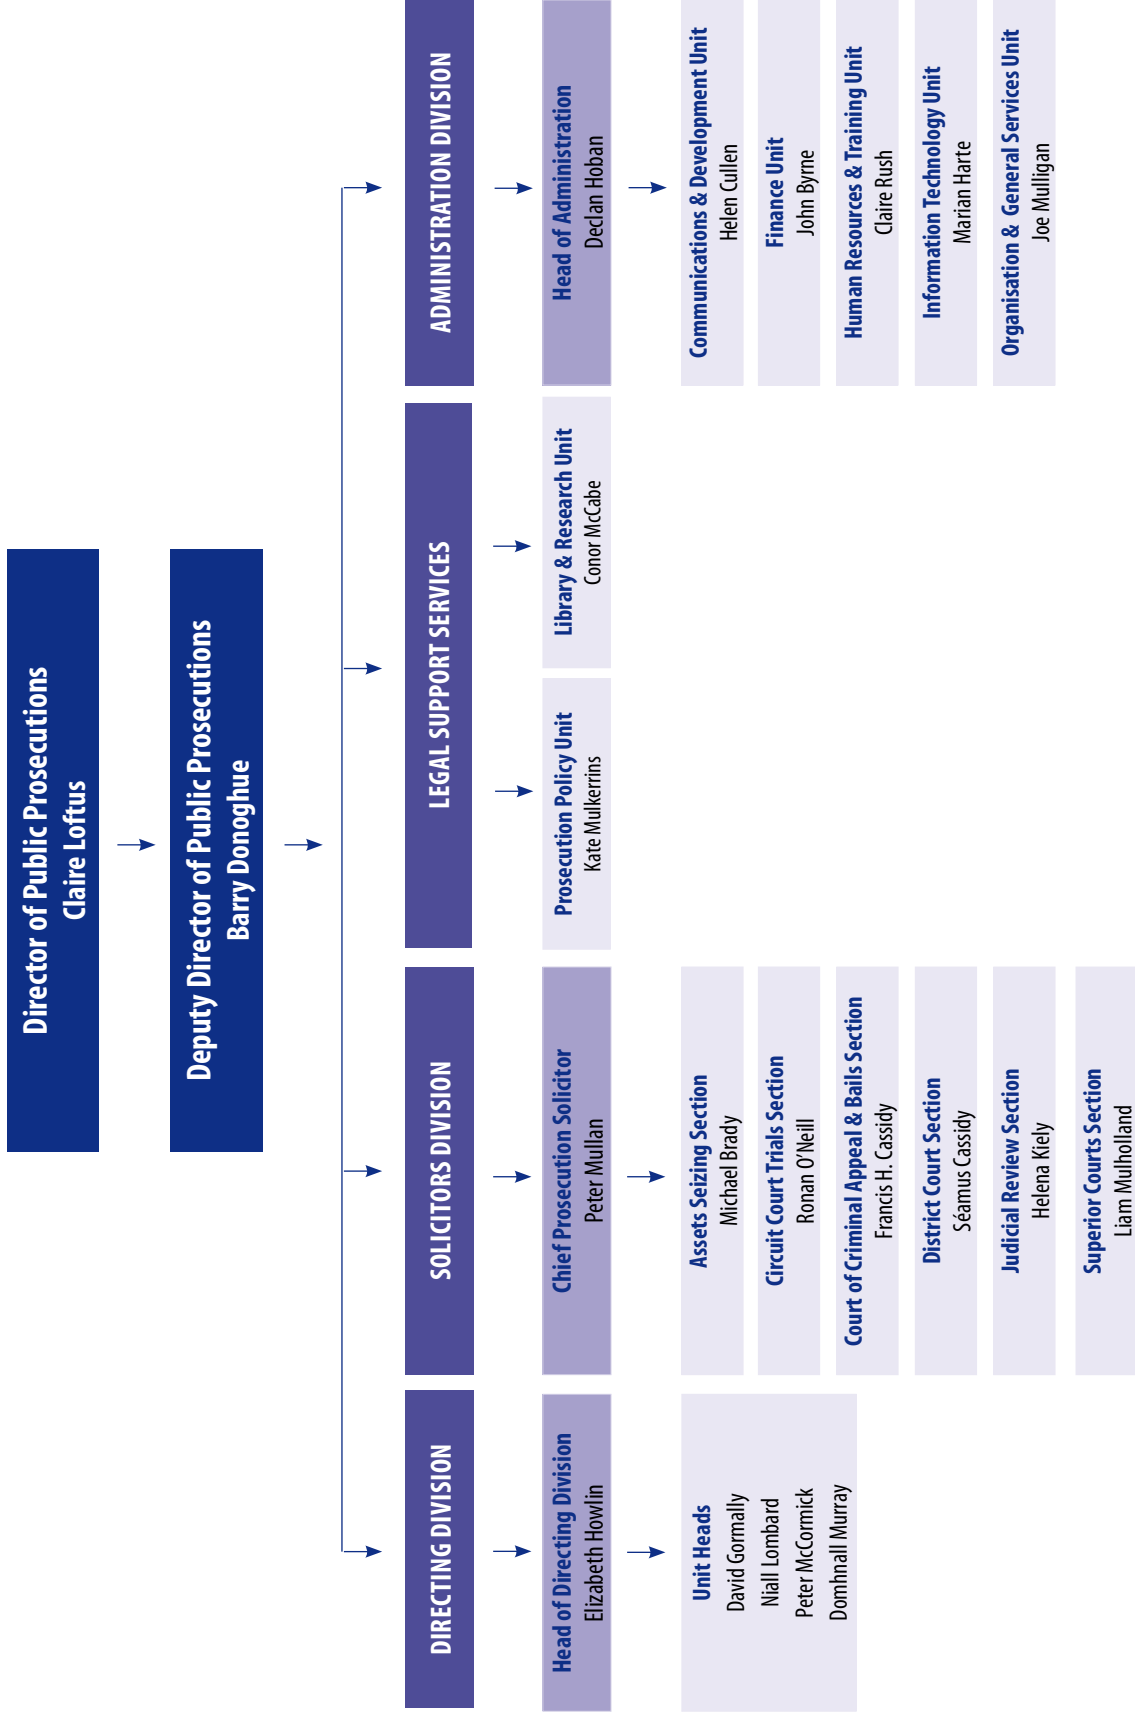 Director of Public Prosecutions
Claire Loftus
Deputy Director of Public Prosecutions
Barry Donoghue
DIRECTING DIVISION
Head of Directing Division
Elizabeth Howlin
Unit Heads
David Gormally
Niall Lombard
Peter McCormick
Domhnall Murray
SOLICITORS DIVISION
Chief Prosecution Solicitor
Peter Mullan
Assets Seizing Section
Michael Brady
Circuit Court Trials Section
Ronan O'Neill
Court of Criminal Appeal & Bails Section
Francis H. Cassidy
District Court Section
Séamus Cassidy
Judicial Review Section
Helena Kiely
Superior Courts Section
Liam Mulholland
LEGAL SUPPORT SERVICES
Prosecution Policy Unit
Kate Mulkerrins
Library & Research Unit
Conor McCabe
ADMINISTRATION DIVISION
Head of Administration
Declan Hoban
Communications & Development Unit
Helen Cullen
Finance Unit
John Byrne
Human Resources & Training Unit
Claire Rush
Information Technology Unit
Marian Harte
Organisation & General Services Unit
Joe Mulligan